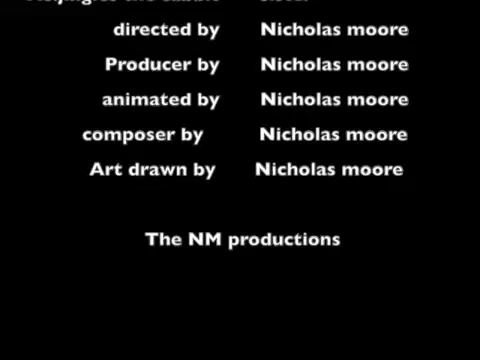 directed by Nicholas moore
Producer by Nicholas moore
animated by Nicholas moore
composer by Nicholas moore
Art drawn by Nicholas moore
The NM productions